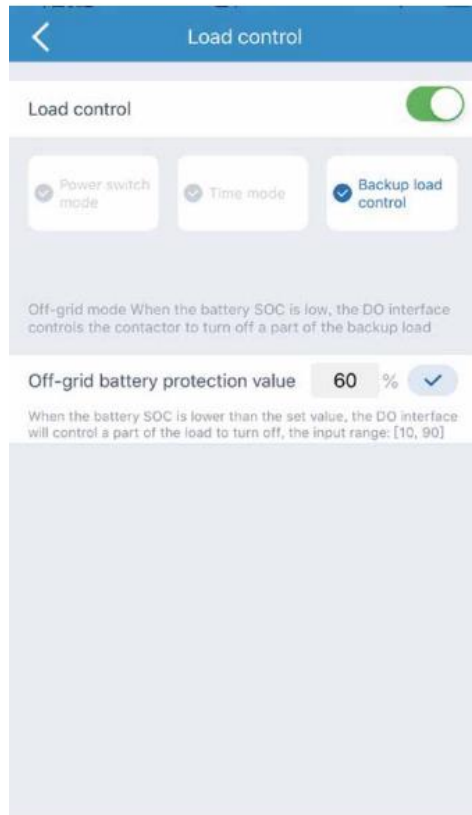 Load control
Load control
Power switch
mode
Time mode
Backup load
control
Off-grid mode When the battery SOC is low, the DO interface
controls the contactor to turn off a part of the backup load
Off-grid battery protection value 60 %
When the battery SOC is lower than the set value, the DO interface
will control a part of the load to turn off, the input range: [10, 90]